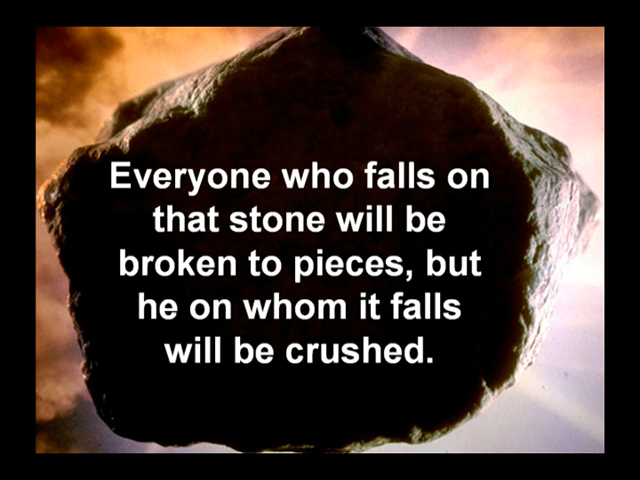 Everyone who falls on
that stone will be
broken to pieces, but
he on whom it falls
will be crushed.